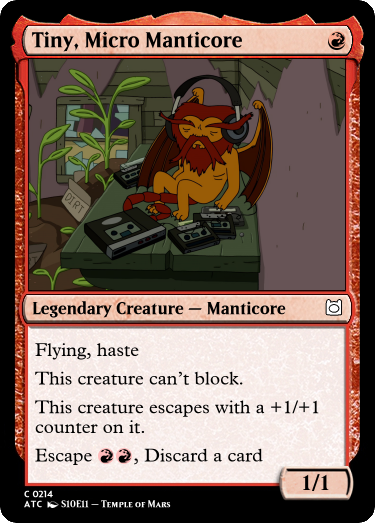 Tiny, Micro Manticore
DIRT
Legendary Creature — Manticore
Flying, haste
This creature can't block.
This creature escapes with a +1/+1
counter on it.
Escape , Discard a card
1/1
C 0214
ATC S10E11 — Temple of Mars